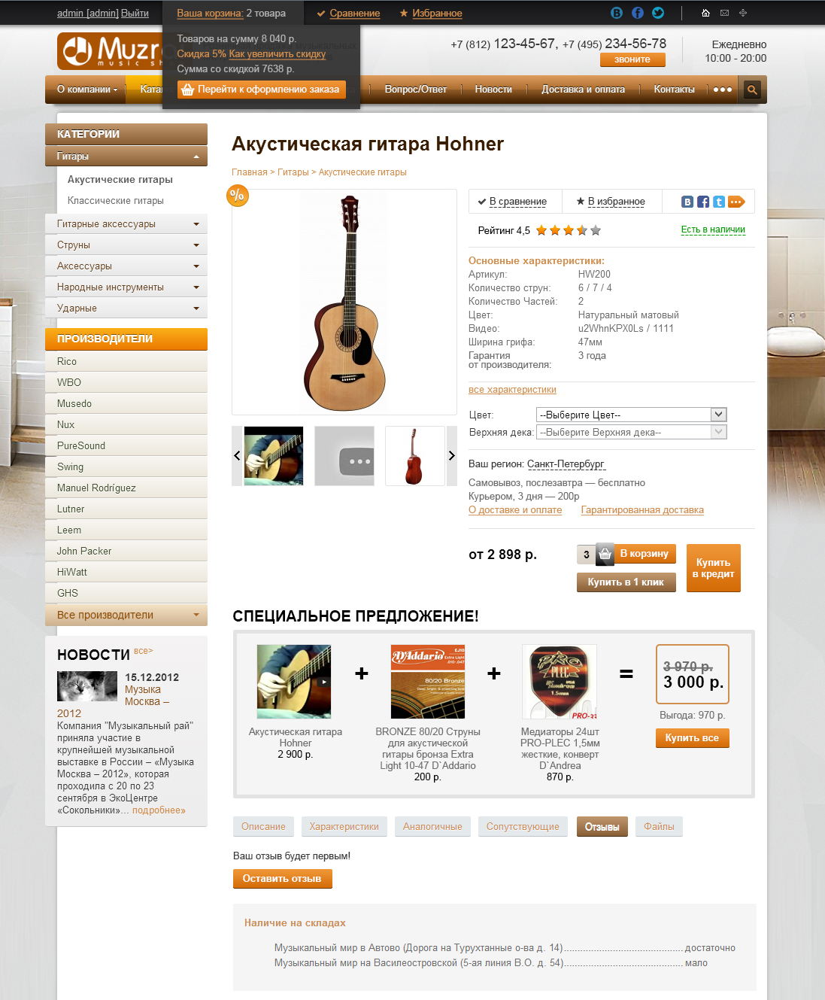 admin [admin] Выйти
Ваша корзина: 2 товара
Сравнение
Избранное
Товаров на сумму 8 040 р.
Скидка 5% Как увеличить скидку
Сумма со скидкой 7638 р.
Перейти к оформлению заказа
+7 (812) 123-45-67, +7 (495) 234-56-78
звоните
Ежедневно
10:00 - 20:00
О компании
Вопрос/Ответ
Новости
Доставка и оплата
Контакты
КАТЕГОРИИ
Гитары
Акустические гитары
Классические гитары
Гитарные аксессуары
Струны
Аксессуары
Народные инструменты
Ударные
ПРОИЗВОДИТЕЛИ
Rico
WBO
Musedo
Nux
PureSound
Swing
Manuel Rodríguez
Lutner
Leem
John Packer
HiWatt
GHS
Все производители
НОВОСТИ все>
15.12.2012
Музыка
Москва –
2012
Компания "Музыкальный рай"
приняла участие в
крупнейшей музыкальной
выставке в России – «Музыка
Москва – 2012», которая
проходила с 20 по 23
сентября в ЭкоЦентре
«Сокольники»... подробнее»
Акустическая гитара Hohner
Главная > Гитары > Акустические гитары
%
В сравнение
В избранное
Рейтинг 4,5
Есть в наличии
Основные характеристики:
Артикул: HW200
Количество струн: 6 / 7 / 4
Количество Частей: 2
Цвет: Натуральный матовый
Видео: u2WhnKPX0Ls / 1111
Ширина грифа: 47мм
Гарантия от производителя: 3 года
все характеристики
Цвет: --Выберите Цвет--
Верхняя дека: --Выберите Верхняя дека--
Ваш регион: Санкт-Петербург
Самовывоз, послезавтра — бесплатно
Курьером, 3 дня — 200р
О доставке и оплате Гарантированная доставка
от 2 898 р.
3
В корзину
Купить в 1 клик
Купить
в кредит
СПЕЦИАЛЬНОЕ ПРЕДЛОЖЕНИЕ!
Акустическая гитара
Hohner
2 900 р.
+
D'Addario
80/20 Bronze
BRONZE 80/20 Струны
для акустической
гитары бронза Extra
Light 10-47 D`Addario
200 р.
+
PRO
PLEC
1.5mm
Медиаторы 24шт
PRO-PLEC 1,5мм
жесткие, конверт
D`Andrea
870 р.
=
3 970 р.
3 000 р.
Выгода: 970 р.
Купить все
Описание
Характеристики
Аналогичные
Сопутствующие
Отзывы
Файлы
Ваш отзыв будет первым!
Оставить отзыв
Наличие на складах
Музыкальный мир в Автово (Дорога на Турухтанные о-ва д. 14)............................................ достаточно
Музыкальный мир на Василеостровской (5-ая линия В.О. д. 54)............................................ мало